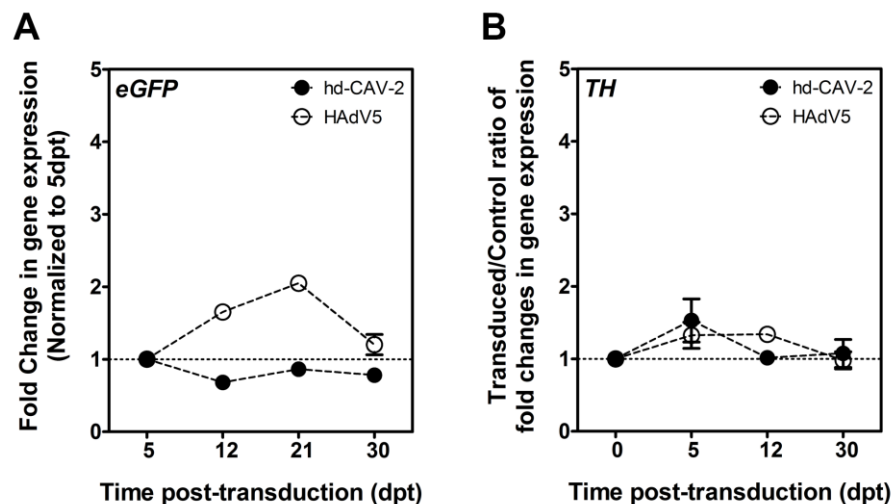 A
Fold Change in gene expression
(Normalized to 5dpt)
eGFP
hd-CAV-2
HAdV5
5
4
3
2
1
0
5 12 21 30
Time post-transduction (dpt)
B
Transduced/Control ratio of
fold changes in gene expression
TH
hd-CAV-2
HAdV5
5
4
3
2
1
0
0 5 12 30
Time post-transduction (dpt)